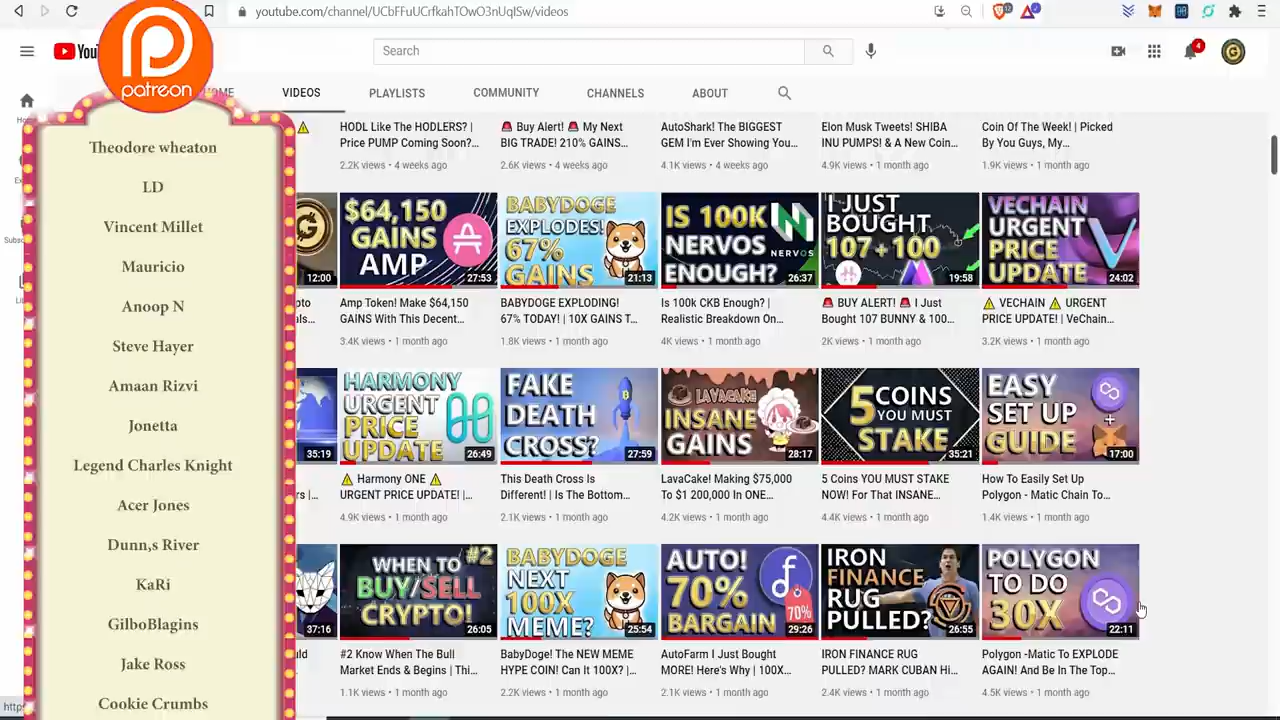 youtube.com/channel/UCbFFuUCrfkahTOwO3nUqlSw/videos
Search
4
patreon
VIDEOS
PLAYLISTS
COMMUNITY
CHANNELS
ABOUT
Theodore wheaton
LD
Vincent Millet
Mauricio
Anoop N
Steve Hayer
Amaan Rizvi
Jonetta
Legend Charles Knight
Acer Jones
Dunn,s River
KaRi
GilboBlagins
Jake Ross
Cookie Crumbs
HODL Like The HODLERS? |
Price PUMP Coming Soon?...
2.2K views • 4 weeks ago
🚨 Buy Alert! 🚨 My Next
BIG TRADE! 210% GAINS...
2.6K views • 4 weeks ago
AutoShark! The BIGGEST
GEM I'm Ever Showing You...
4.1K views • 4 weeks ago
Elon Musk Tweets! SHIBA
INU PUMPS! & A New Coin...
4.9K views • 1 month ago
Coin Of The Week! | Picked
By You Guys, My...
1.9K views • 1 month ago
12:00
$64,150
GAINS
AMP
27:53
Amp Token! Make $64,150
GAINS With This Decent...
3.4K views • 1 month ago
BABYDOGE
EXPLODES!
67%
GAINS
21:13
BABYDOGE EXPLODING!
67% TODAY! | 10X GAINS T...
1.8K views • 1 month ago
IS 100K
NERVOS
ENOUGH?
NERVOS
26:37
Is 100k CKB Enough? |
Realistic Breakdown On...
4K views • 1 month ago
I JUST
BOUGHT
107+100
19:58
🚨 BUY ALERT! 🚨 I Just
Bought 107 BUNNY & 100...
2K views • 1 month ago
VECHAIN
URGENT
PRICE
UPDATE
24:02
⚠ VECHAIN ⚠ URGENT
PRICE UPDATE! | VeChain...
3.2K views • 1 month ago
35:19
HARMONY
URGENT
PRICE
UPDATE
26:49
⚠ Harmony ONE ⚠
URGENT PRICE UPDATE! |...
4.9K views • 1 month ago
FAKE
DEATH
CROSS?
27:59
This Death Cross Is
Different! | Is The Bottom...
2.1K views • 1 month ago
LAVACAKE
INSANE
GAINS
28:17
LavaCake! Making $75,000
To $1 200,000 In ONE...
4.2K views • 1 month ago
5 COINS
YOU MUST
STAKE
35:21
5 Coins YOU MUST STAKE
NOW! For That INSANE...
4.4K views • 1 month ago
EASY
SET UP
GUIDE
17:00
How To Easily Set Up
Polygon - Matic Chain To...
1.4K views • 1 month ago
37:16
WHEN TO #2
BUY/SELL
CRYPTO!
26:05
#2 Know When The Bull
Market Ends & Begins | Thi...
1.1K views • 1 month ago
BABYDOGE
NEXT
100X
MEME?
25:54
BabyDoge! The NEW MEME
HYPE COIN! Can It 100X? |...
2.2K views • 1 month ago
AUTO!
70%
BARGAIN
70%
29:26
AutoFarm I Just Bought
MORE! Here's Why | 100X...
2.1K views • 1 month ago
IRON
FINANCE
RUG
PULLED?
26:55
IRON FINANCE RUG
PULLED? MARK CUBAN Hi...
2.4K views • 1 month ago
POLYGON
TO DO
30X
22:11
Polygon -Matic To EXPLODE
AGAIN! And Be In The Top...
4.5K views • 1 month ago